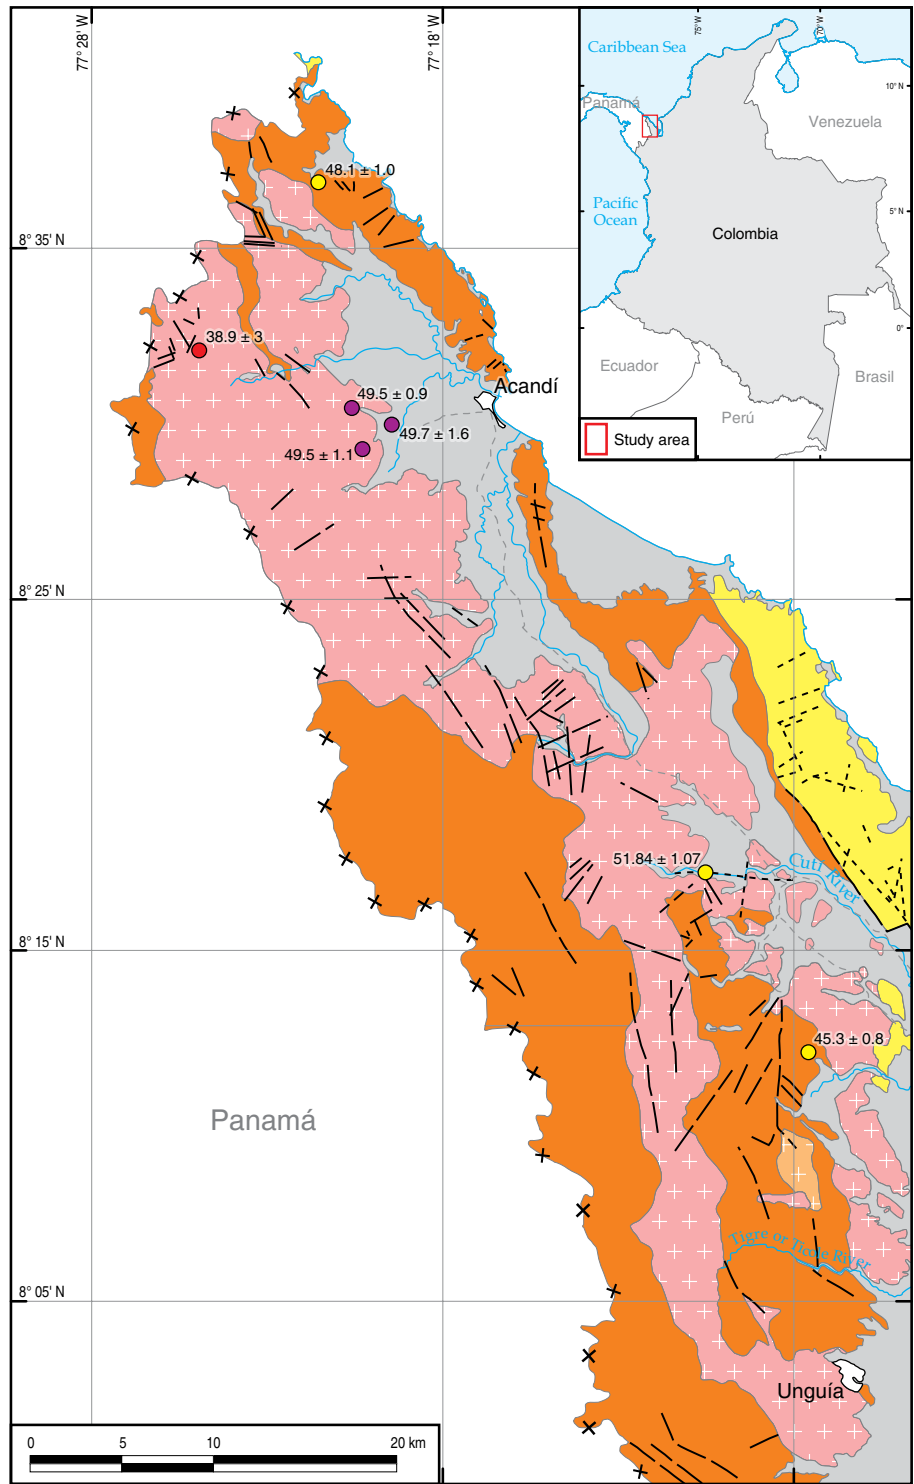 77° 28' W
77° 18' W
75° W
70° W
Caribbean Sea
10° N
Panamá
Venezuela
5° N
Pacific
Ocean
Colombia
0°
Ecuador
Brasil
Perú
Study area
48.1 ± 1.0
8° 35' N
38.9 ± 3
Acandí
49.5 ± 0.9
49.7 ± 1.6
49.5 ± 1.1
8° 25' N
51.84 ± 1.07
Cutí River
8° 15' N
45.3 ± 0.8
Panamá
Tigre or Ticole River
8° 05' N
Unguía
0 5 10 20 km